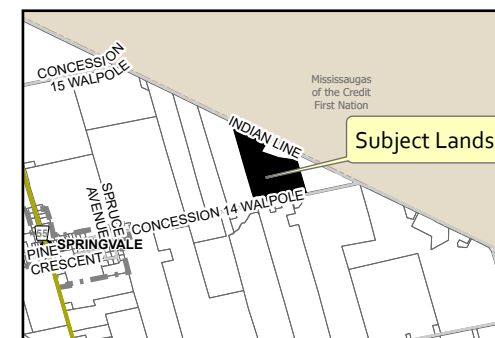 CONCESSION
15 WALPOLE
Mississaugas
of the Credit
First Nation
INDIAN LINE
Subject Lands
SPRUCE
AVENUE
CONCESSION 14 WALPOLE
55
SPRINGVALE
PINE
CRESCENT